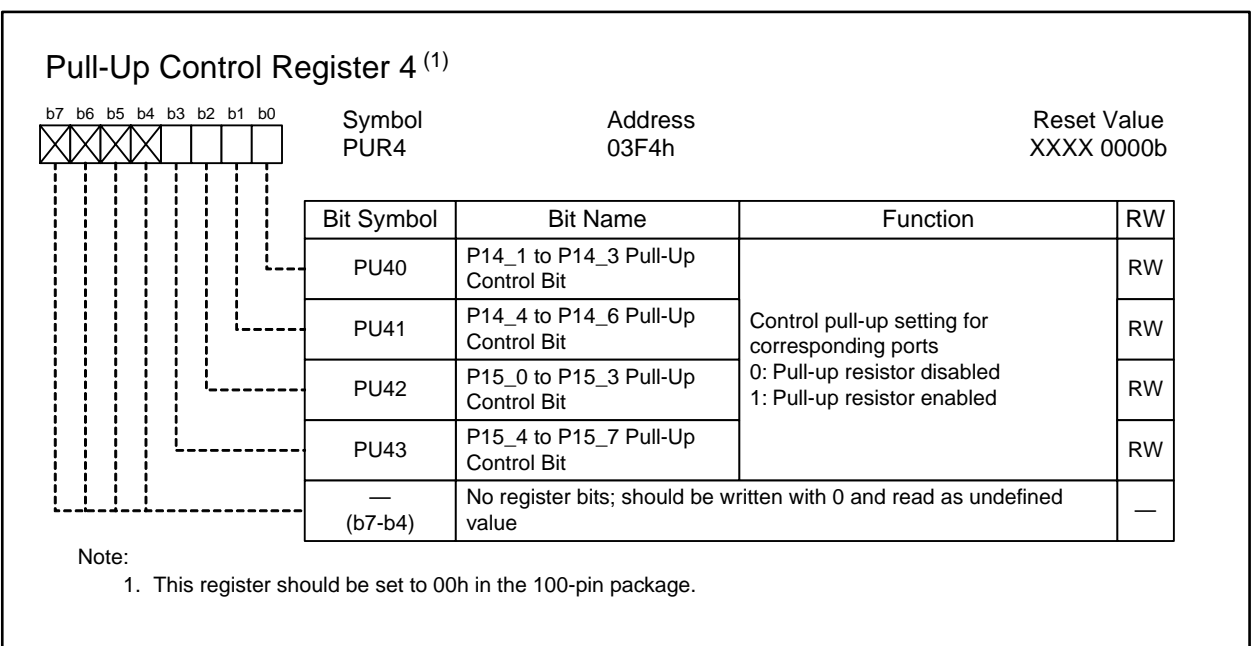 Pull-Up Control Register 4 (1)
b7 b6 b5 b4 b3 b2 b1 b0
Symbol Address Reset Value
PUR4 03F4h XXXX 0000b
Bit Symbol Bit Name Function RW
PU40 P14_1 to P14_3 Pull-Up
Control Bit RW
PU41 P14_4 to P14_6 Pull-Up
Control Bit RW
PU42 P15_0 to P15_3 Pull-Up
Control Bit RW
PU43 P15_4 to P15_7 Pull-Up
Control Bit RW
Control pull-up setting for
corresponding ports
0: Pull-up resistor disabled
1: Pull-up resistor enabled
—
(b7-b4)
No register bits; should be written with 0 and read as undefined
value
—
Note:
1. This register should be set to 00h in the 100-pin package.